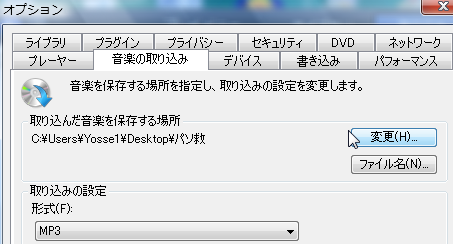 オプション
ライブラリ プラグイン プライバシー セキュリティ DVD ネットワーク
プレーヤー 音楽の取り込み デバイス 書き込み パフォーマンス
音楽を保存する場所を指定し、取り込みの設定を変更します。
取り込んだ音楽を保存する場所
C:¥Users¥Yosse1¥Desktop¥パソ救
変更(H)...
ファイル名(N)...
取り込みの設定
形式(F):
MP3